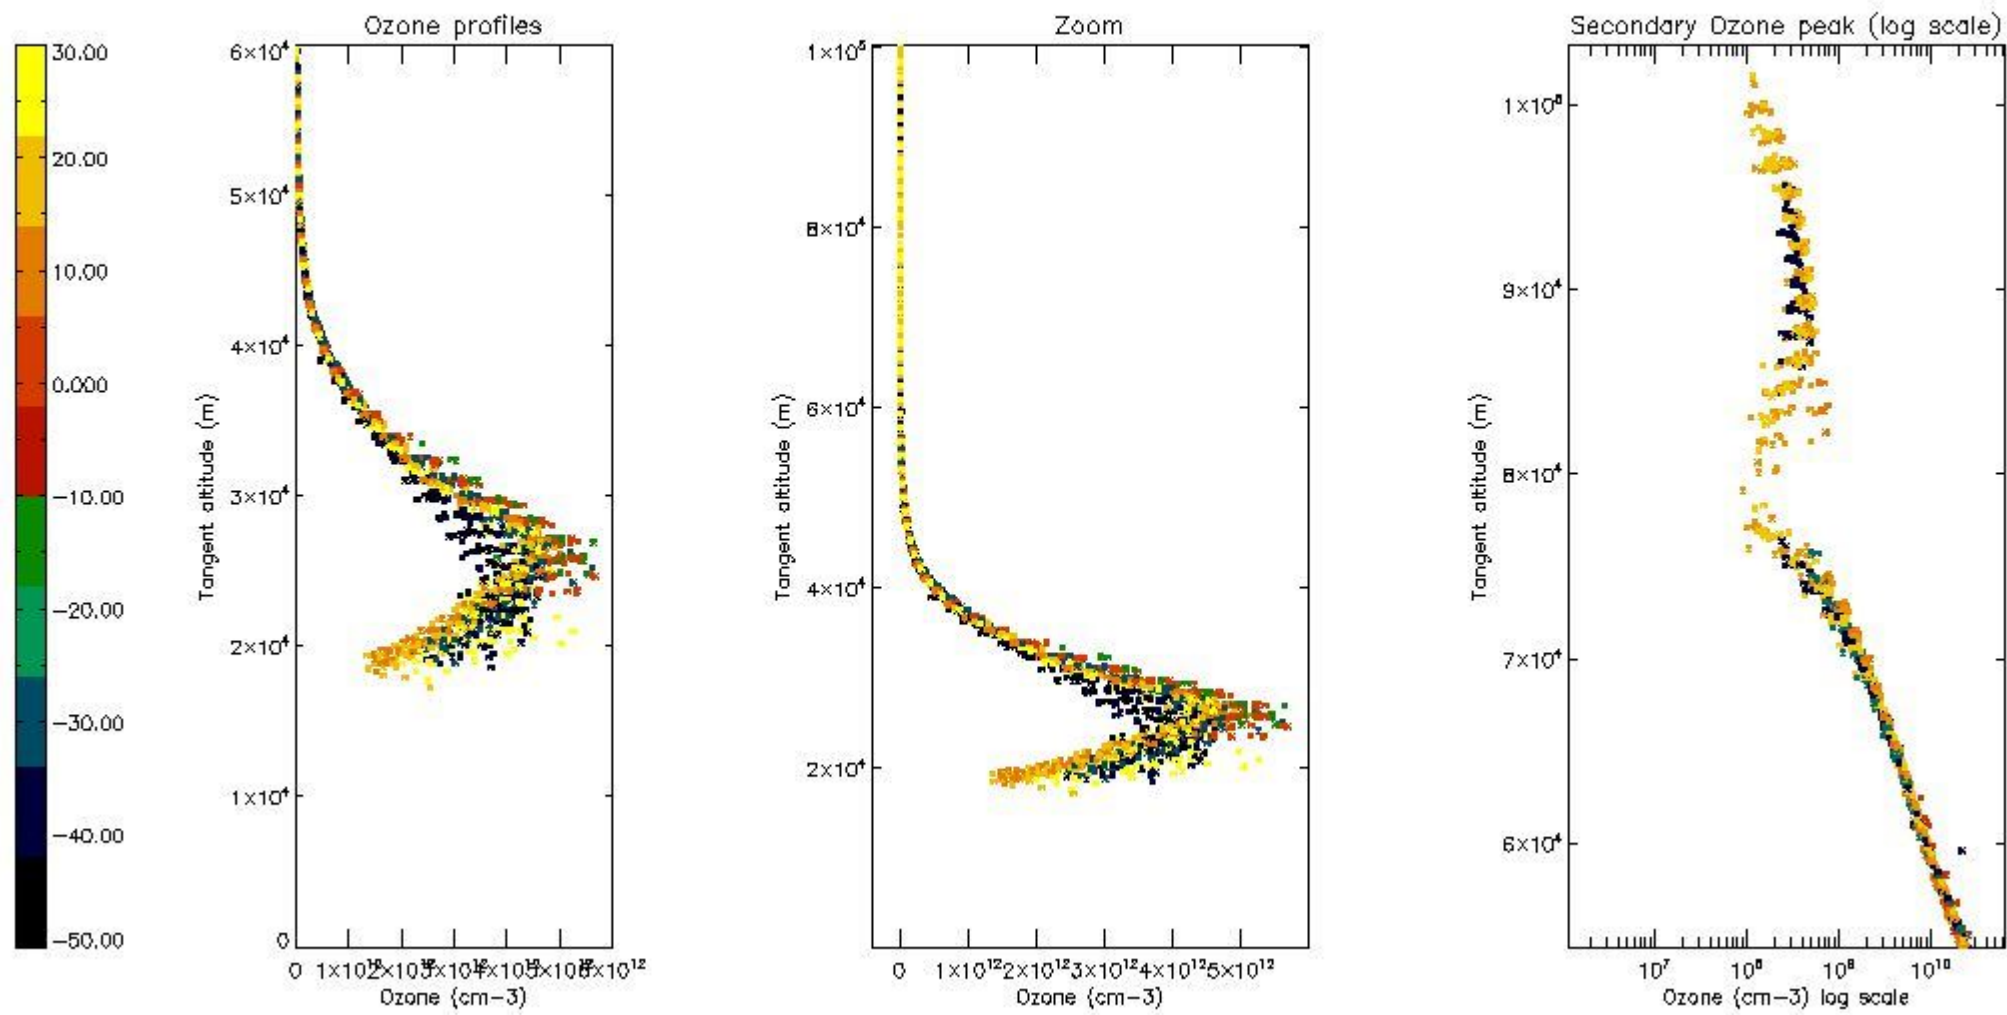 Ozone profiles
Zoom
Secondary Ozone peak (log scale)
30.00
20.00
10.00
0.000
−10.00
−20.00
−30.00
−40.00
−50.00
6×10⁴
5×10⁴
4×10⁴
3×10⁴
2×10⁴
1×10⁴
0
Tangent altitude (m)
0 1×10¹²
Ozone (cm−3)
1×10⁵
8×10⁴
6×10⁴
4×10⁴
2×10⁴
Tangent altitude (m)
0 1×10¹² 2×10¹² 3×10¹² 4×10¹² 5×10¹²
Ozone (cm−3)
9×10⁴
8×10⁴
7×10⁴
6×10⁴
Tangent altitude (m)
10⁷ 10¹⁰
Ozone (cm−3) log scale